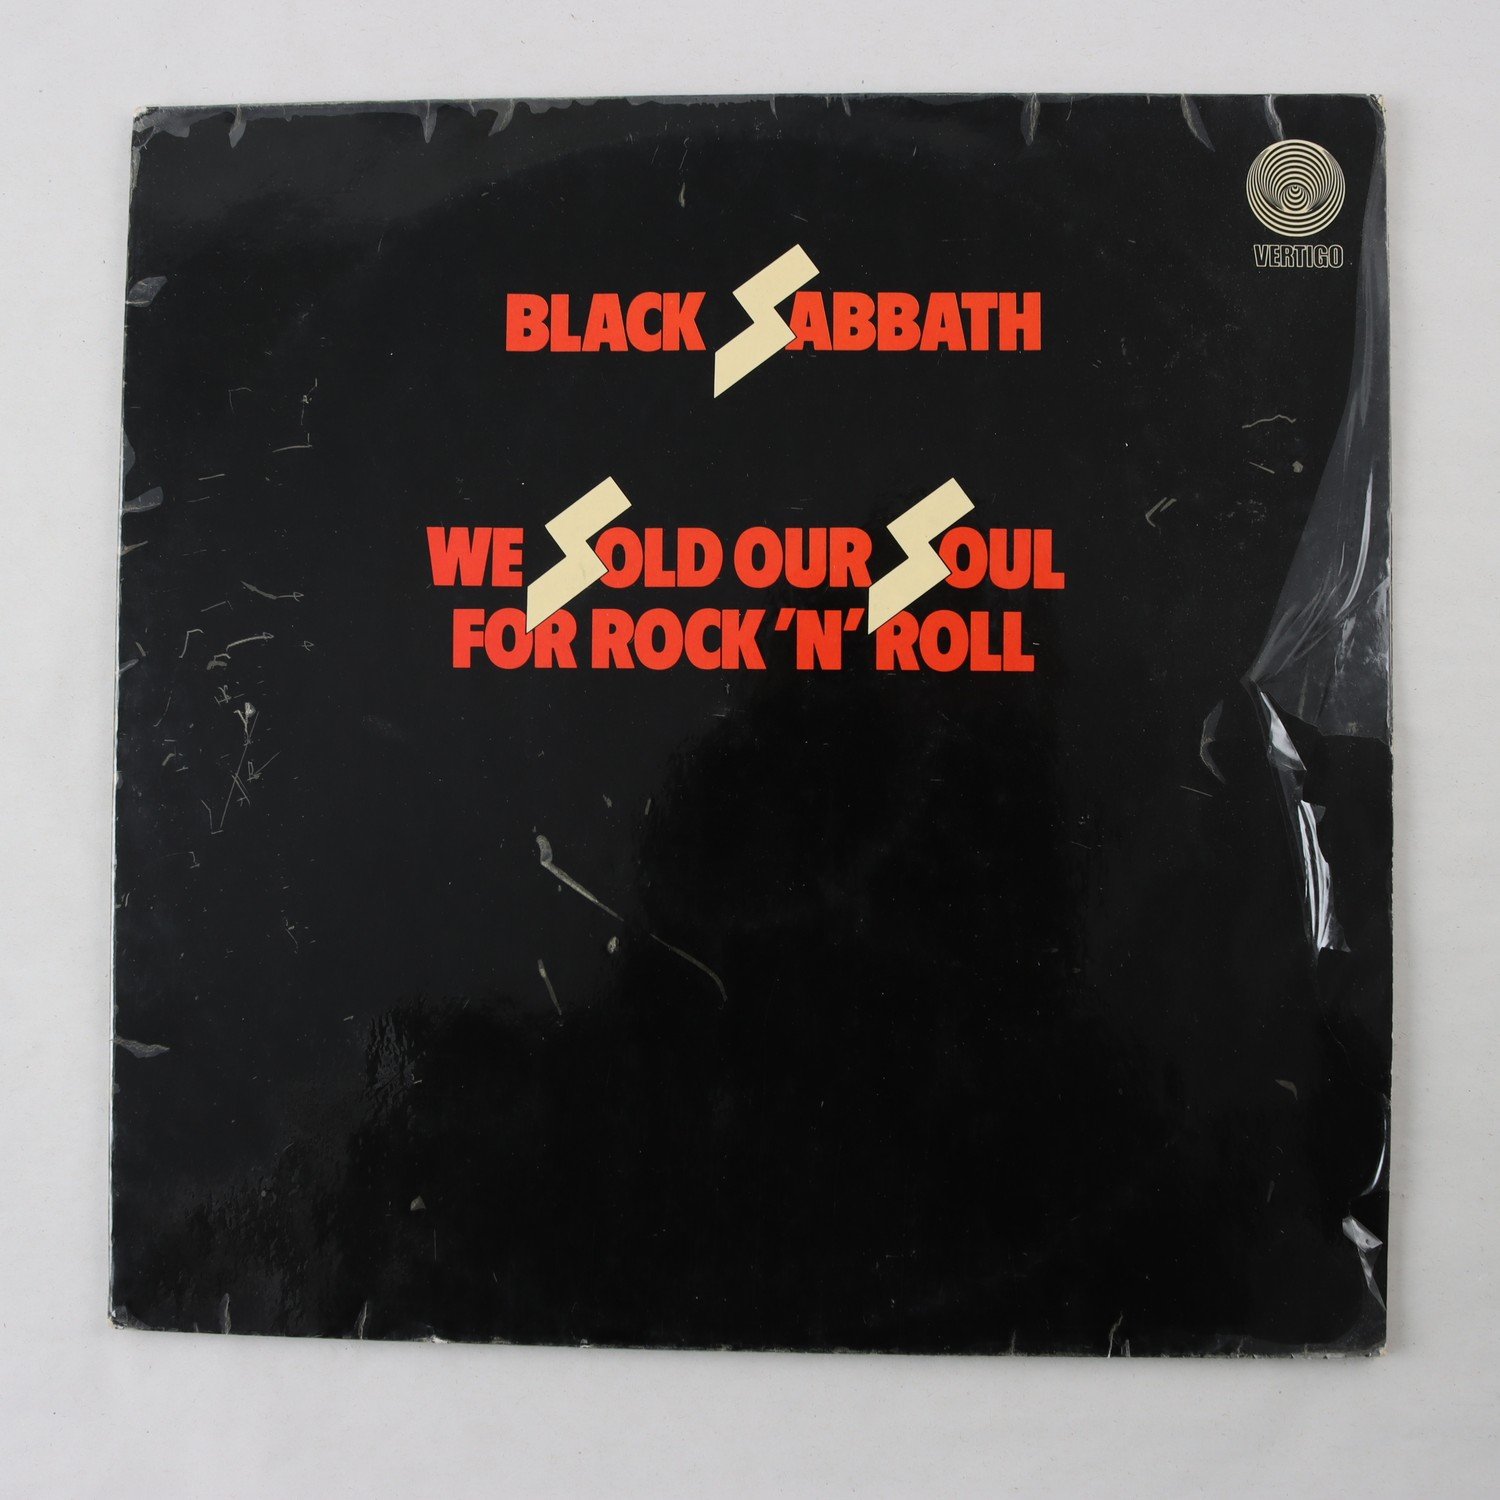 VERTIGO
BLACK SABBATH
WE SOLD OUR SOUL
FOR ROCK 'N' ROLL